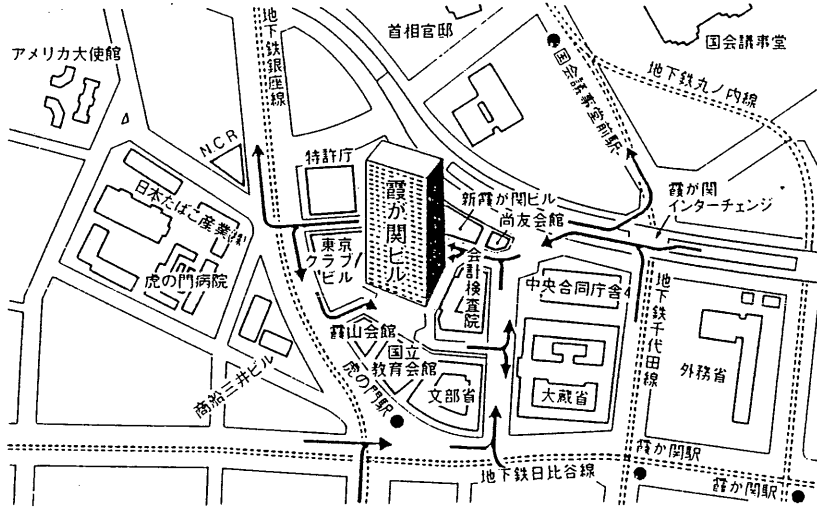 首相官邸
国会議事堂
アメリカ大使館
地下鉄銀座線
国会議事堂前駅
地下鉄丸ノ内線
N.C.R
特許庁
霞が関ビル
新霞が関ビル
尚友会館
霞が関
インターチェンジ
日本たばこ産業㈱
東京
クラブ
ビル
会計検査院
中央合同庁舎4
虎の門病院
地下鉄千代田線
霞山会館
国立
教育会館
外務省
商船三井ビル
虎の門駅
文部省
大蔵省
地下鉄日比谷線
霞か関駅
霞か関駅